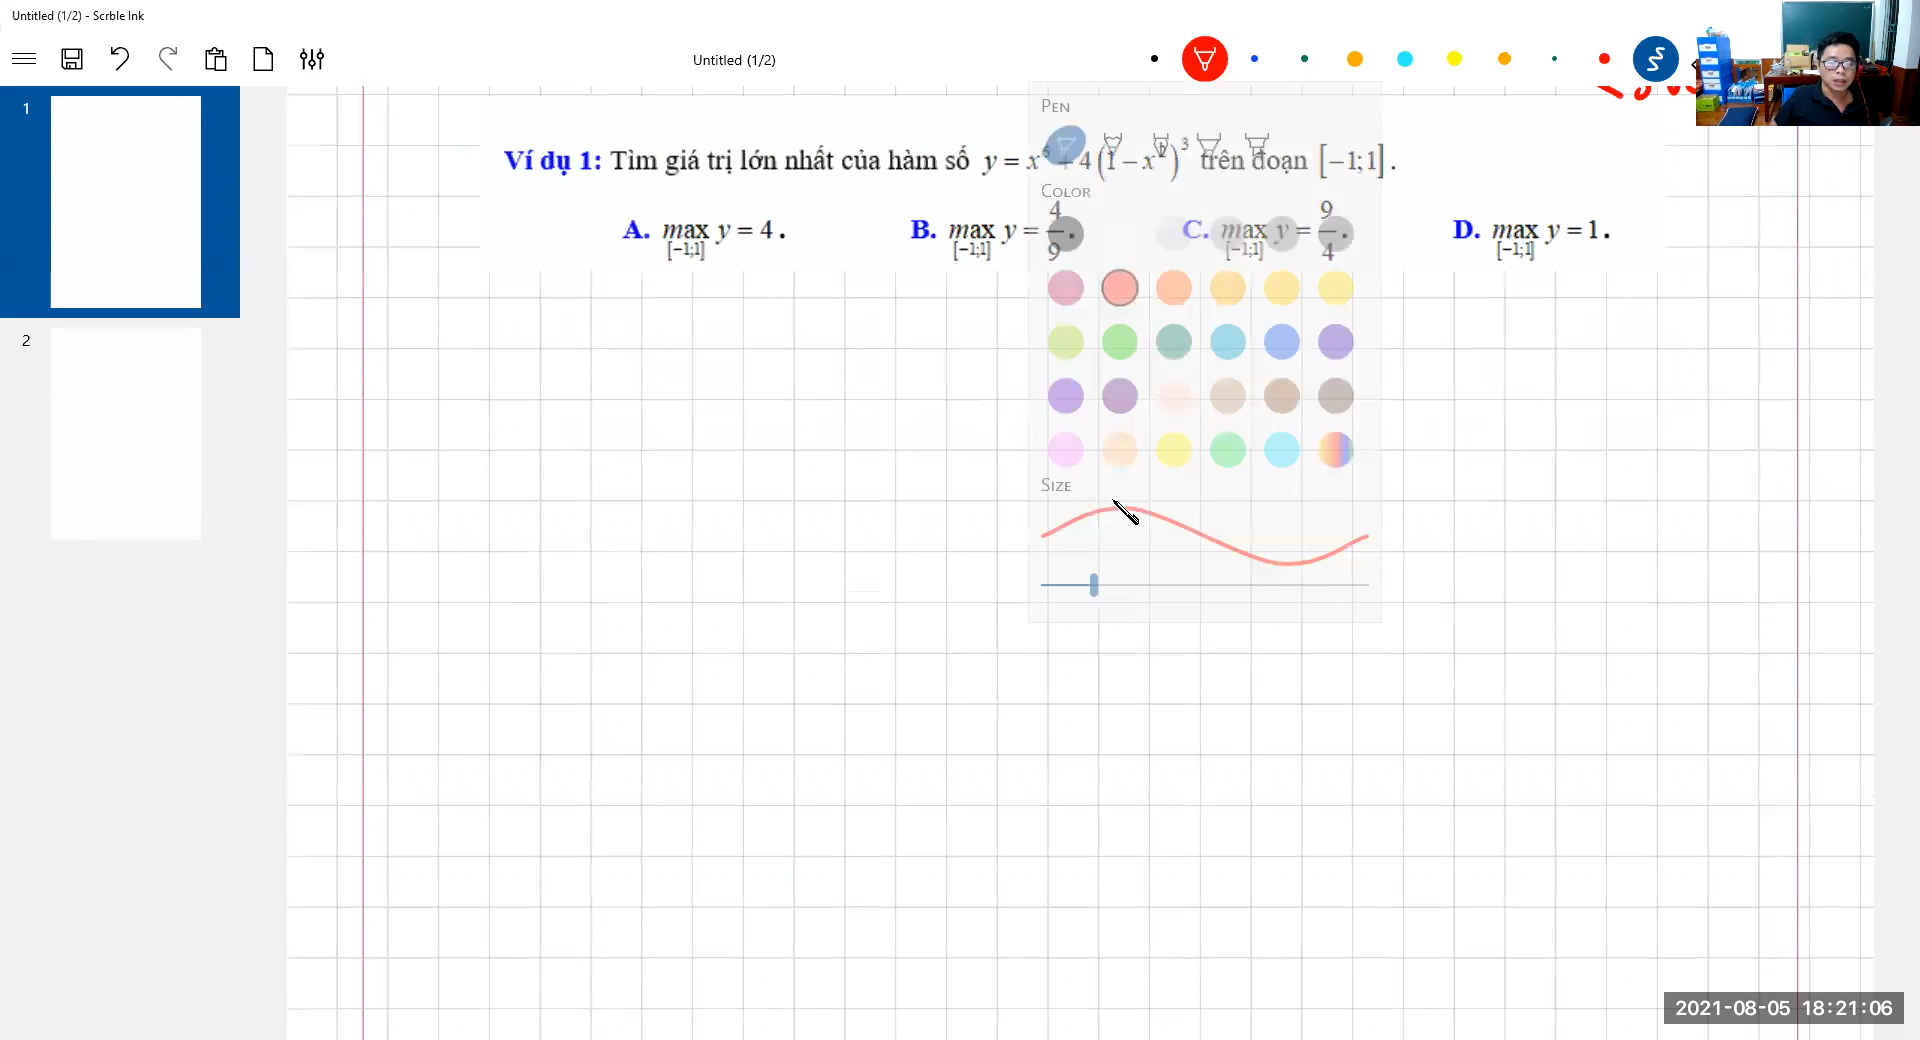 Untitled (1/2) - Scrble Ink
Untitled (1/2)
1
2
PEN
Ví dụ 1: Tìm giá trị lớn nhất của hàm số y = x⁶ + 4(1 − x²)³ trên đoạn [−1;1].
COLOR
A. max y = 4. B. max y = 4/9. C. max y = 9/4. D. max y = 1.
[−1;1] [−1;1] [−1;1] [−1;1]
SIZE
2021-08-05 18:21:06